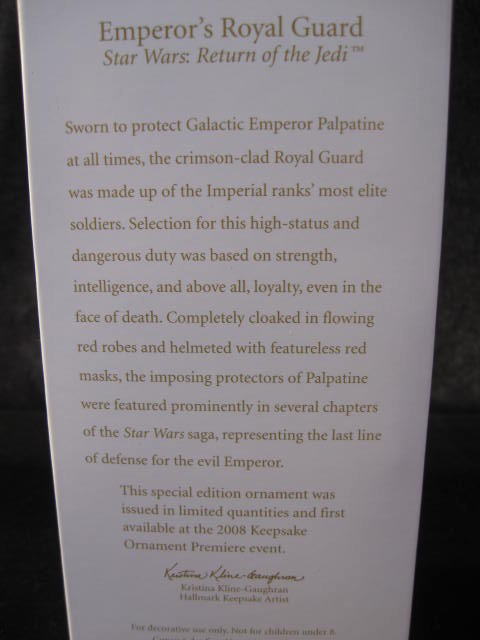 Emperor's Royal Guard
Star Wars: Return of the Jedi™
Sworn to protect Galactic Emperor Palpatine
at all times, the crimson-clad Royal Guard
was made up of the Imperial ranks' most elite
soldiers. Selection for this high-status and
dangerous duty was based on strength,
intelligence, and above all, loyalty, even in the
face of death. Completely cloaked in flowing
red robes and helmeted with featureless red
masks, the imposing protectors of Palpatine
were featured prominently in several chapters
of the Star Wars saga, representing the last line
of defense for the evil Emperor.
This special edition ornament was
issued in limited quantities and first
available at the 2008 Keepsake
Ornament Premiere event.
Kristina Kline-Gaughran
Kristina Kline-Gaughran
Hallmark Keepsake Artist
For decorative use only. Not for children under 8.